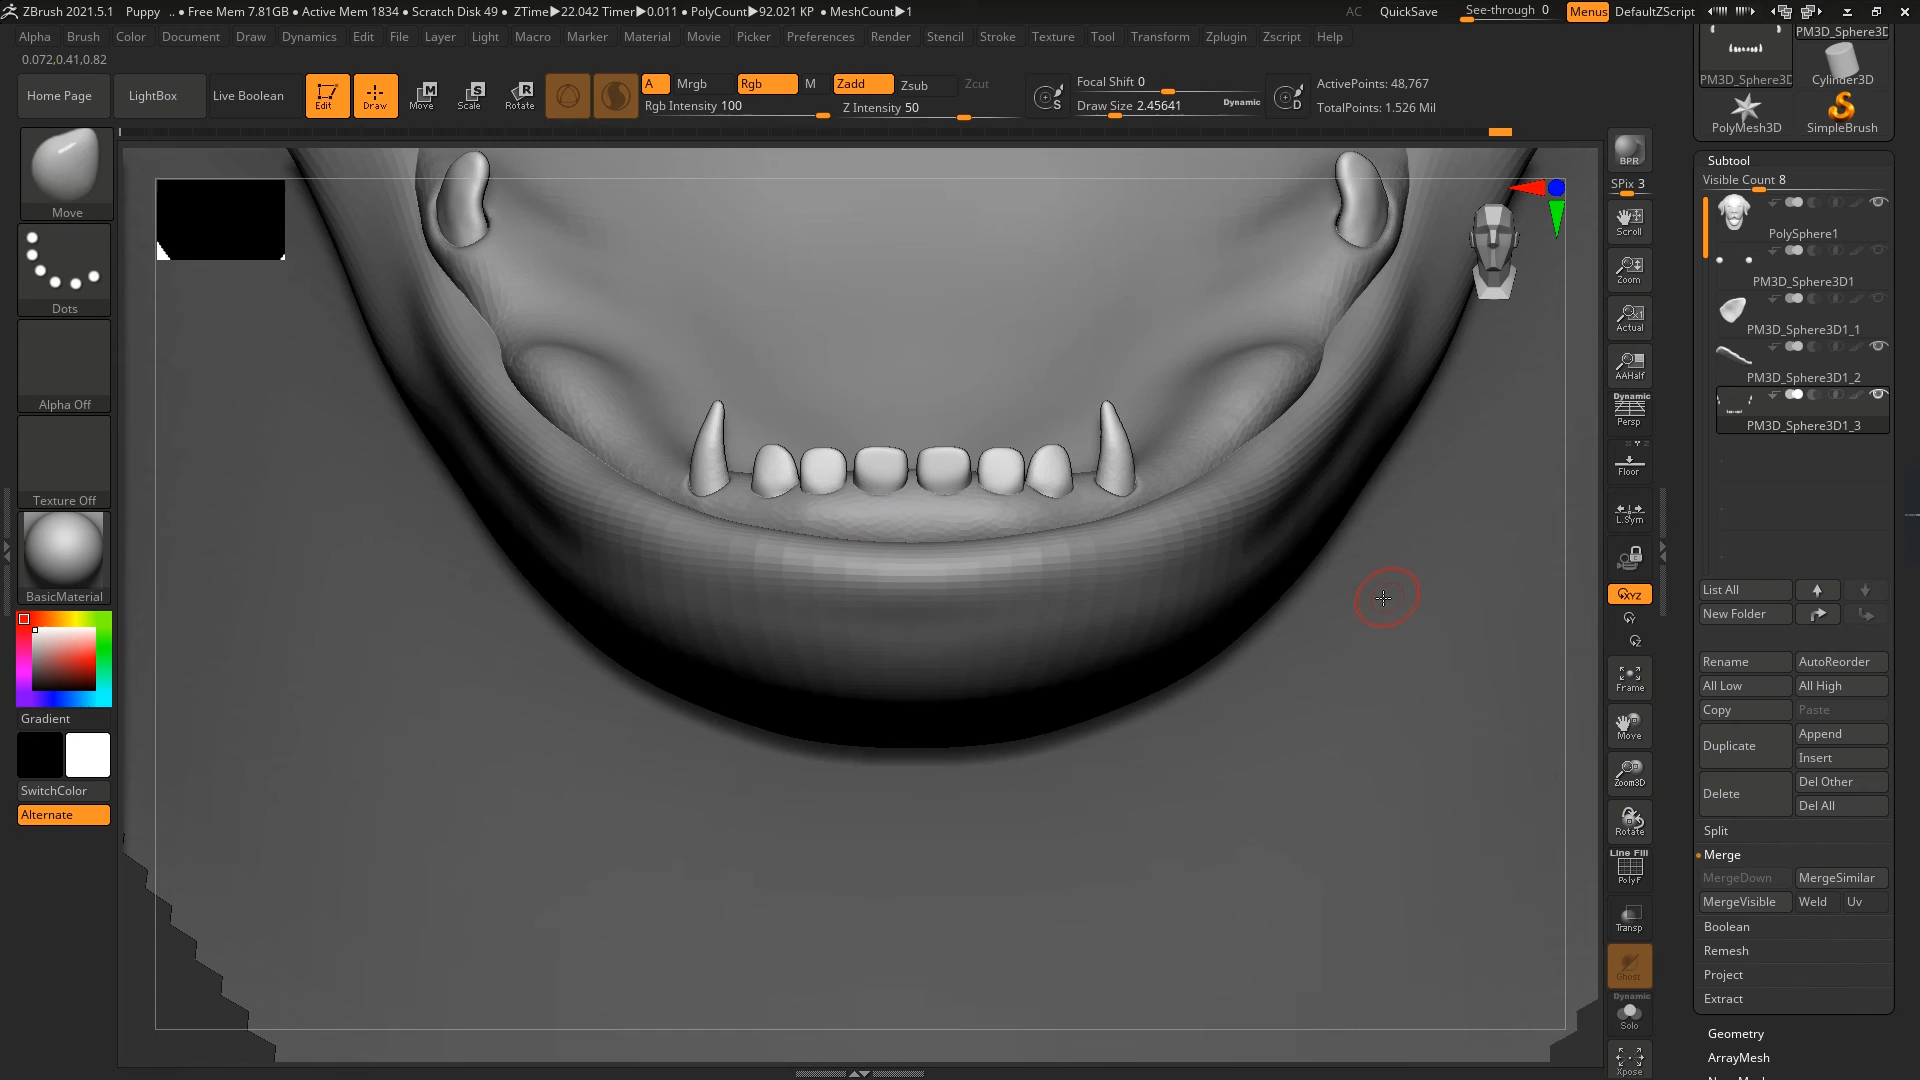 ZBrush 2021.5.1 Puppy .. • Free Mem 7.81GB • Active Mem 1834 • Scratch Disk 49 • ZTime▶22.042 Timer▶0.011 • PolyCount▶92.021 KP • MeshCount▶1 AC QuickSave See-through 0 Menus DefaultZScript
Alpha Brush Color Document Draw Dynamics Edit File Layer Light Macro Marker Material Movie Picker Preferences Render Stencil Stroke Texture Tool Transform Zplugin Zscript Help
0.072,0.41,0.82
Home Page LightBox Live Boolean Edit Draw Move Scale Rotate
M S R
A Mrgb Rgb M Zadd Zsub Zcut
Rgb Intensity 100 Z Intensity 50
S Focal Shift 0
Draw Size 2.45641 Dynamic
D ActivePoints: 48,767
TotalPoints: 1.526 Mil
Move
Dots
Alpha Off
Texture Off
BasicMaterial
Gradient
SwitchColor
Alternate
BPR
SPix 3
Scroll
Zoom
Actual
AAHalf
Dynamic
Persp
Floor
L.Sym
XYZ
Y
Z
Frame
Move
Zoom3D
Rotate
Line Fill
PolyF
Transp
Ghost
Dynamic
Solo
Xpose
PM3D_Sphere3D
PM3D_Sphere3D Cylinder3D
PolyMesh3D SimpleBrush
Subtool
Visible Count 8
PolySphere1
PM3D_Sphere3D1
PM3D_Sphere3D1_1
PM3D_Sphere3D1_2
PM3D_Sphere3D1_3
List All
New Folder
Rename AutoReorder
All Low All High
Copy Paste
Duplicate Append
Insert
Delete Del Other
Del All
Split
Merge
MergeDown MergeSimilar
MergeVisible Weld Uv
Boolean
Remesh
Project
Extract
Geometry
ArrayMesh